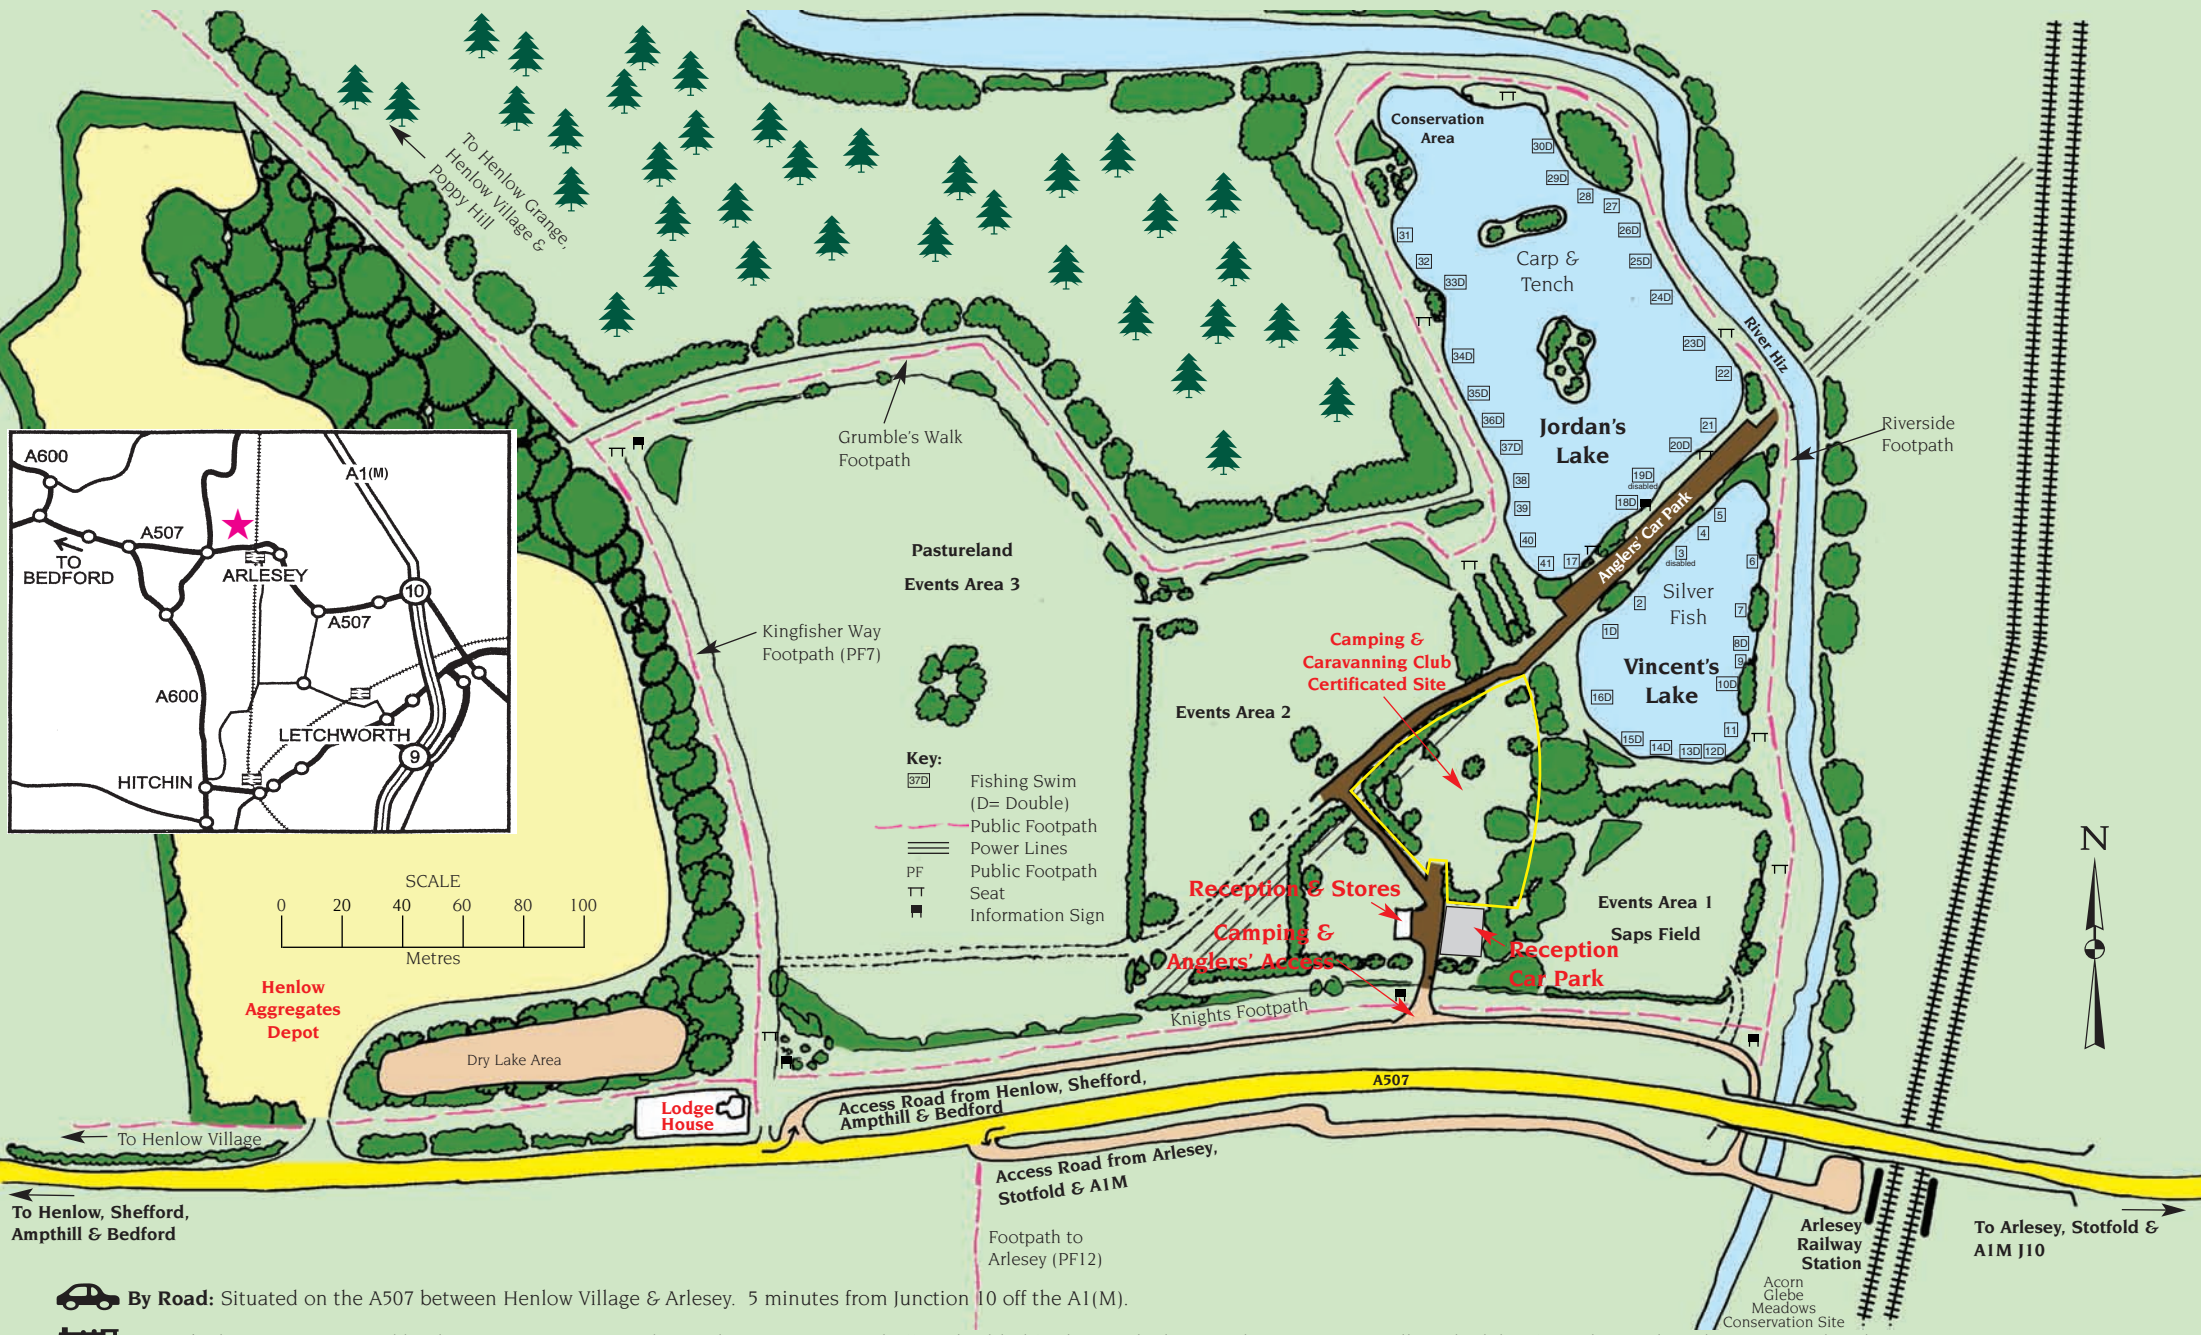 To Henlow Grange,
Henlow Village &
Poppy Hill
Conservation
Area
30D
29D
28
27
26D
25D
24D
23D
22
21
20D
19D
disabled
18D
17
31
32
33D
34D
35D
36D
37D
38
39
40
41
Carp &
Tench
Jordan's
Lake
River Hiz
Riverside
Footpath
Anglers' Car Park
Grumble's Walk
Footpath
Pastureland
Events Area 3
Kingfisher Way
Footpath (PF7)
Events Area 2
Camping &
Caravanning Club
Certificated Site
5
4
3
disabled
6
2
1D
7
8D
9
10D
11
12D
13D
14D
15D
16D
Silver
Fish
Vincent's
Lake
A600
A1(M)
A507
TO
BEDFORD
ARLESEY
10
A507
A600
LETCHWORTH
9
HITCHIN
Key:
37D Fishing Swim
(D= Double)
Public Footpath
Power Lines
PF Public Footpath
Seat
Information Sign
SCALE
0 20 40 60 80 100
Metres
Henlow
Aggregates
Depot
Dry Lake Area
Reception & Stores
Camping &
Anglers' Access
Reception
Car Park
Events Area 1
Saps Field
N
Knights Footpath
Lodge
House
To Henlow Village
Access Road from Henlow, Shefford,
Ampthill & Bedford
A507
Access Road from Arlesey,
Stotfold & A1M
Footpath to
Arlesey (PF12)
To Henlow, Shefford,
Ampthill & Bedford
Arlesey
Railway
Station
To Arlesey, Stotfold &
A1M J10
Acorn
Glebe
Meadows
Conservation Site
By Road: Situated on the A507 between Henlow Village & Arlesey. 5 minutes from Junction 10 off the A1(M).